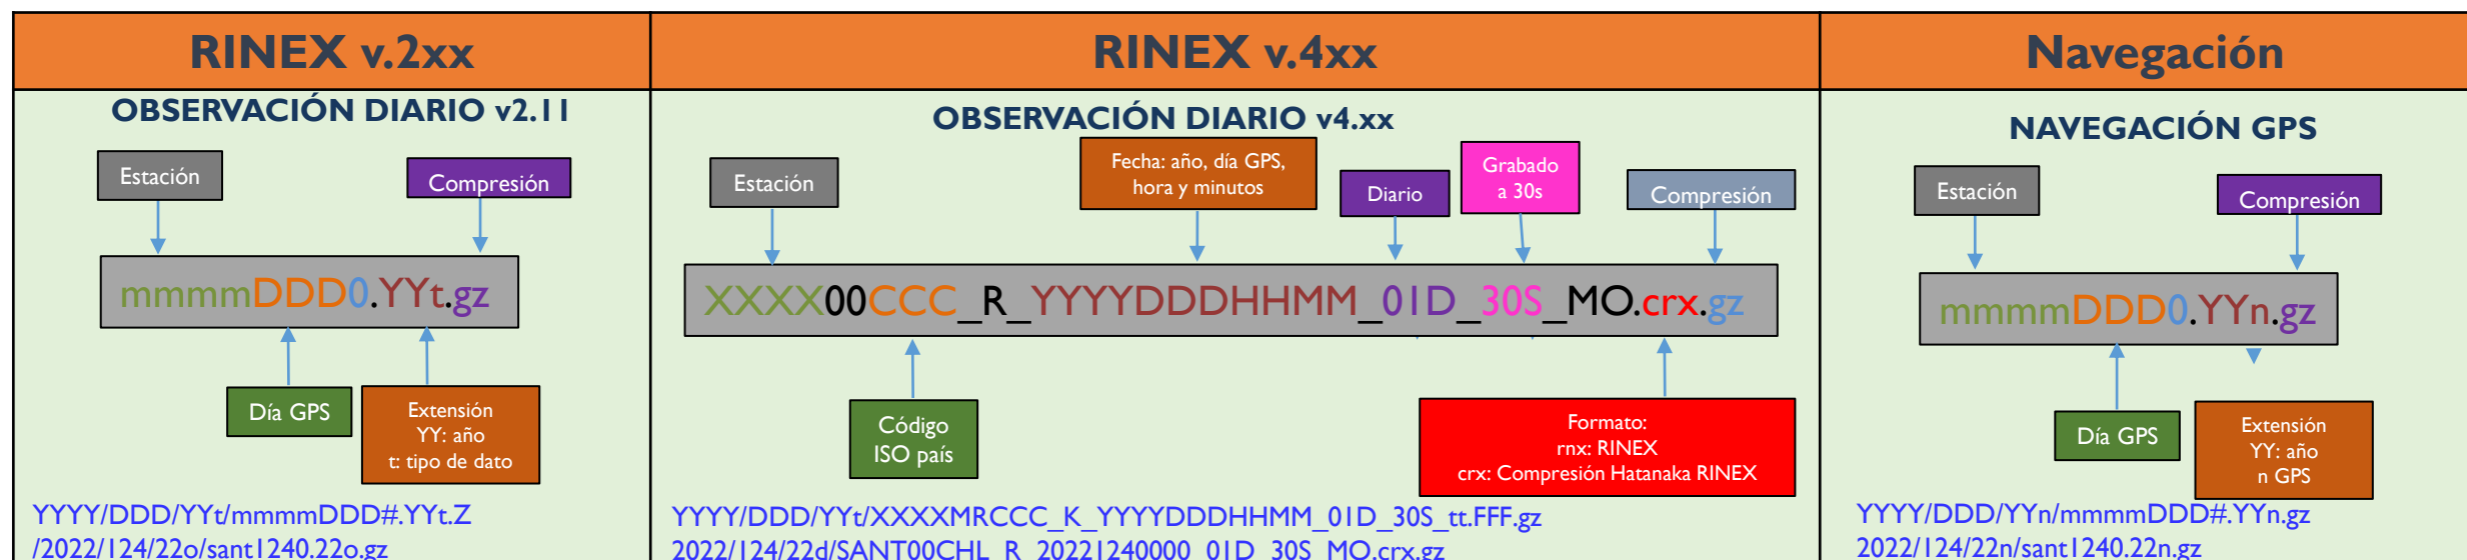 RINEX v.2xx
OBSERVACIÓN DIARIO v2.11
Estación
Compresión
mmmmDDD0.YYt.gz
Día GPS
Extensión
YY: año
t: tipo de dato
YYYY/DDD/YYt/mmmmDDD#.YYt.Z
/2022/124/22o/sant1240.22o.gz
RINEX v.4xx
OBSERVACIÓN DIARIO v4.xx
Estación
Fecha: año, día GPS,
hora y minutos
Diario
Grabado
a 30s
Compresión
XXXX00CCC_R_YYYYDDDHHMM_01D_30S_MO.crx.gz
Código
ISO país
Formato:
rnx: RINEX
crx: Compresión Hatanaka RINEX
YYYY/DDD/YYt/XXXXMRCCC_K_YYYYDDDHHMM_01D_30S_tt.FFF.gz
2022/124/22d/SANT00CHL_R_20221240000_01D_30S_MO.crx.gz
Navegación
NAVEGACIÓN GPS
Estación
Compresión
mmmmDDD0.YYn.gz
Día GPS
Extensión
YY: año
n GPS
YYYY/DDD/YYn/mmmmDDD#.YYn.gz
2022/124/22n/sant1240.22n.gz